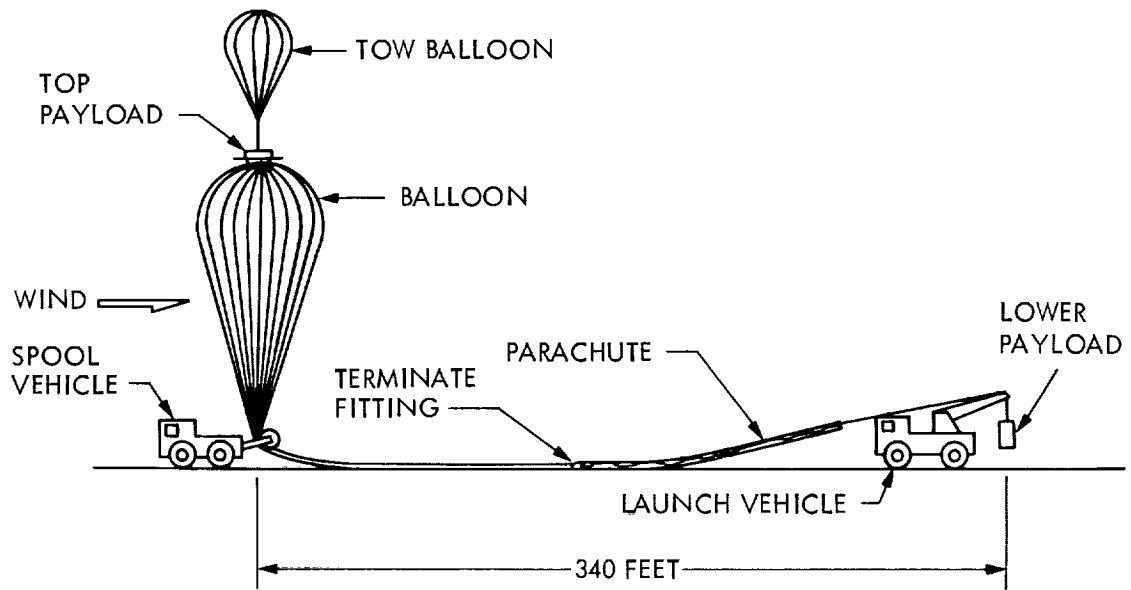 TOW BALLOON
TOP
PAYLOAD
BALLOON
WIND
SPOOL
VEHICLE
TERMINATE
FITTING
PARACHUTE
LOWER
PAYLOAD
LAUNCH VEHICLE
340 FEET